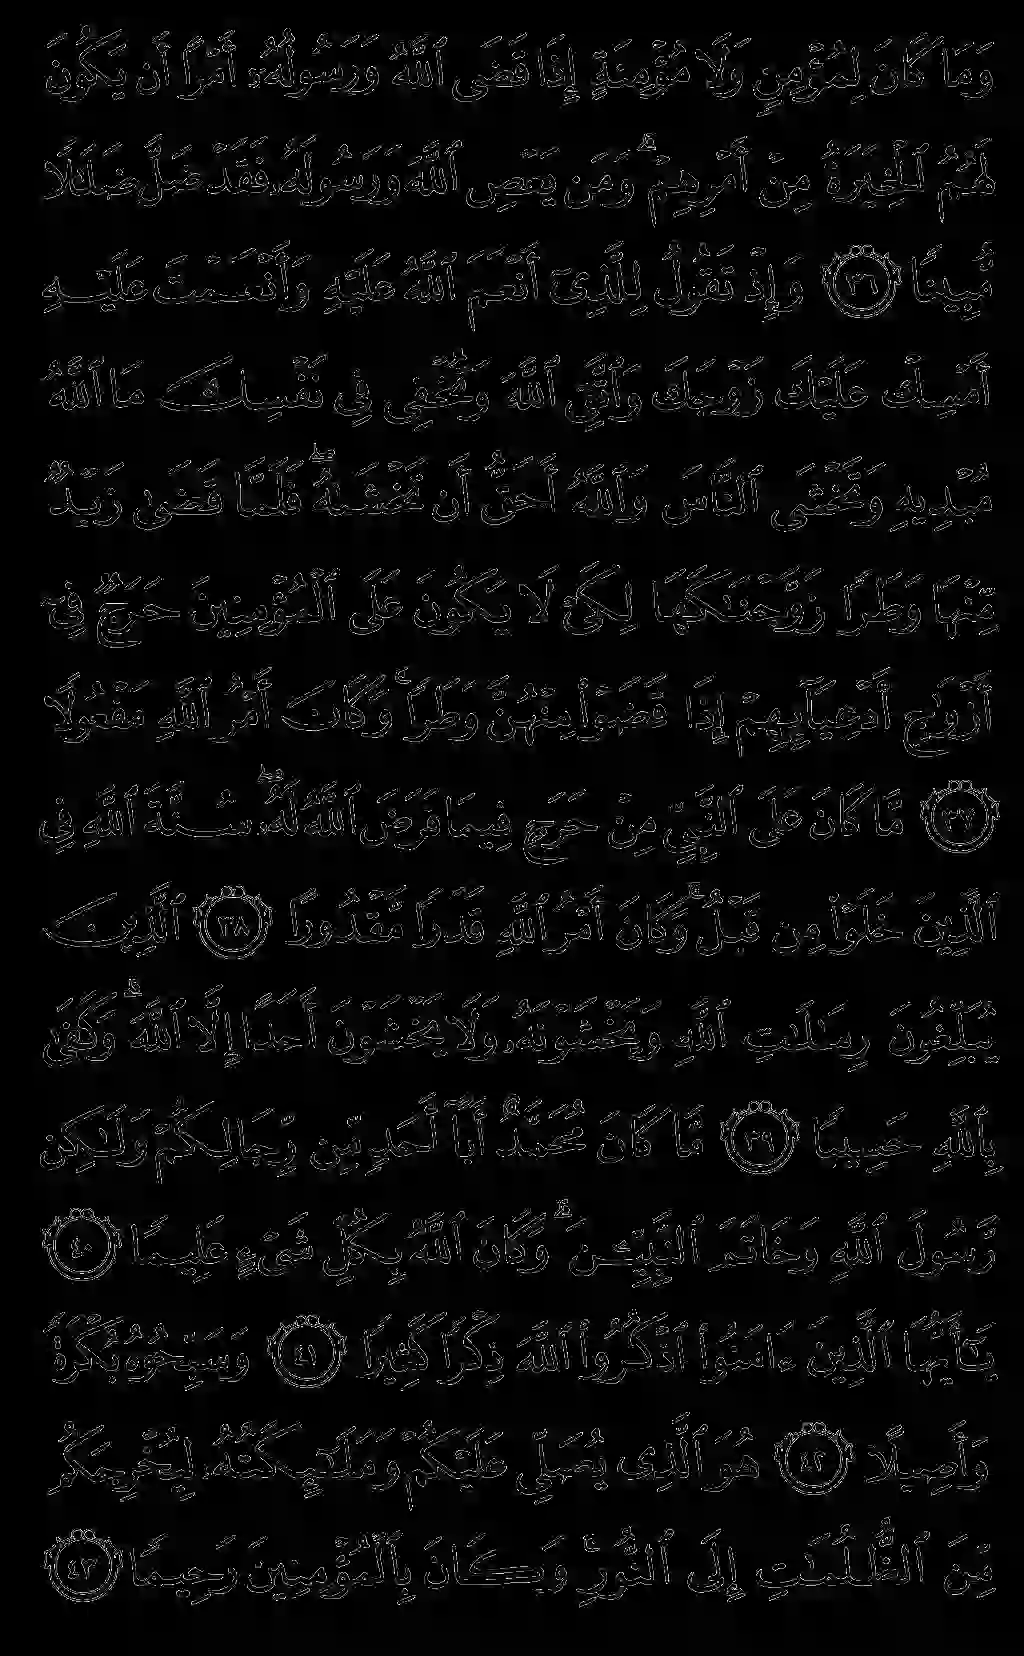 وَمَا كَانَ لِمُؤْمِنٍ وَلَا مُؤْمِنَةٍ إِذَا قَضَى ٱللَّهُ وَرَسُولُهُۥٓ أَمْرًا أَن يَكُونَ
لَهُمُ ٱلْخِيَرَةُ مِنْ أَمْرِهِمْ ۗ وَمَن يَعْصِ ٱللَّهَ وَرَسُولَهُۥ فَقَدْ ضَلَّ ضَلَٰلًا
مُّبِينًا ٣٦ وَإِذْ تَقُولُ لِلَّذِىٓ أَنْعَمَ ٱللَّهُ عَلَيْهِ وَأَنْعَمْتَ عَلَيْهِ
أَمْسِكْ عَلَيْكَ زَوْجَكَ وَٱتَّقِ ٱللَّهَ وَتُخْفِى فِى نَفْسِكَ مَا ٱللَّهُ
مُبْدِيهِ وَتَخْشَى ٱلنَّاسَ وَٱللَّهُ أَحَقُّ أَن تَخْشَىٰهُ ۖ فَلَمَّا قَضَىٰ زَيْدٌ
مِّنْهَا وَطَرًا زَوَّجْنَٰكَهَا لِكَىْ لَا يَكُونَ عَلَى ٱلْمُؤْمِنِينَ حَرَجٌ فِىٓ
أَزْوَٰجِ أَدْعِيَآئِهِمْ إِذَا قَضَوْا۟ مِنْهُنَّ وَطَرًا ۚ وَكَانَ أَمْرُ ٱللَّهِ مَفْعُولًا
٣٧ مَّا كَانَ عَلَى ٱلنَّبِىِّ مِنْ حَرَجٍ فِيمَا فَرَضَ ٱللَّهُ لَهُۥ ۖ سُنَّةَ ٱللَّهِ فِى
ٱلَّذِينَ خَلَوْا۟ مِن قَبْلُ ۚ وَكَانَ أَمْرُ ٱللَّهِ قَدَرًا مَّقْدُورًا ٣٨ ٱلَّذِينَ
يُبَلِّغُونَ رِسَٰلَٰتِ ٱللَّهِ وَيَخْشَوْنَهُۥ وَلَا يَخْشَوْنَ أَحَدًا إِلَّا ٱللَّهَ ۗ وَكَفَىٰ
بِٱللَّهِ حَسِيبًا ٣٩ مَّا كَانَ مُحَمَّدٌ أَبَآ أَحَدٍ مِّن رِّجَالِكُمْ وَلَٰكِن
رَّسُولَ ٱللَّهِ وَخَاتَمَ ٱلنَّبِيِّۦنَ ۗ وَكَانَ ٱللَّهُ بِكُلِّ شَىْءٍ عَلِيمًا ٤٠
يَٰٓأَيُّهَا ٱلَّذِينَ ءَامَنُوا۟ ٱذْكُرُوا۟ ٱللَّهَ ذِكْرًا كَثِيرًا ٤١ وَسَبِّحُوهُ بُكْرَةً
وَأَصِيلًا ٤٢ هُوَ ٱلَّذِى يُصَلِّى عَلَيْكُمْ وَمَلَٰٓئِكَتُهُۥ لِيُخْرِجَكُم
مِّنَ ٱلظُّلُمَٰتِ إِلَى ٱلنُّورِ ۚ وَكَانَ بِٱلْمُؤْمِنِينَ رَحِيمًا ٤٣